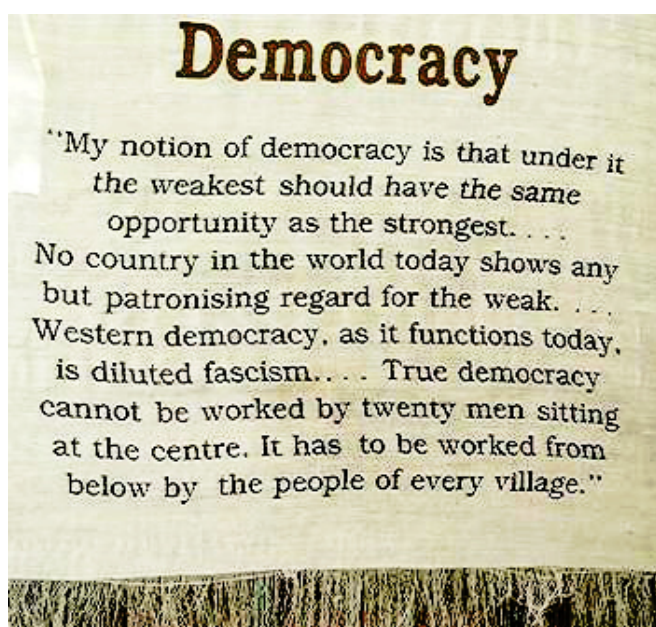 Democracy
"My notion of democracy is that under it
the weakest should have the same
opportunity as the strongest. . . .
No country in the world today shows any
but patronising regard for the weak. . . .
Western democracy, as it functions today,
is diluted fascism.. . . True democracy
cannot be worked by twenty men sitting
at the centre. It has to be worked from
below by the people of every village."